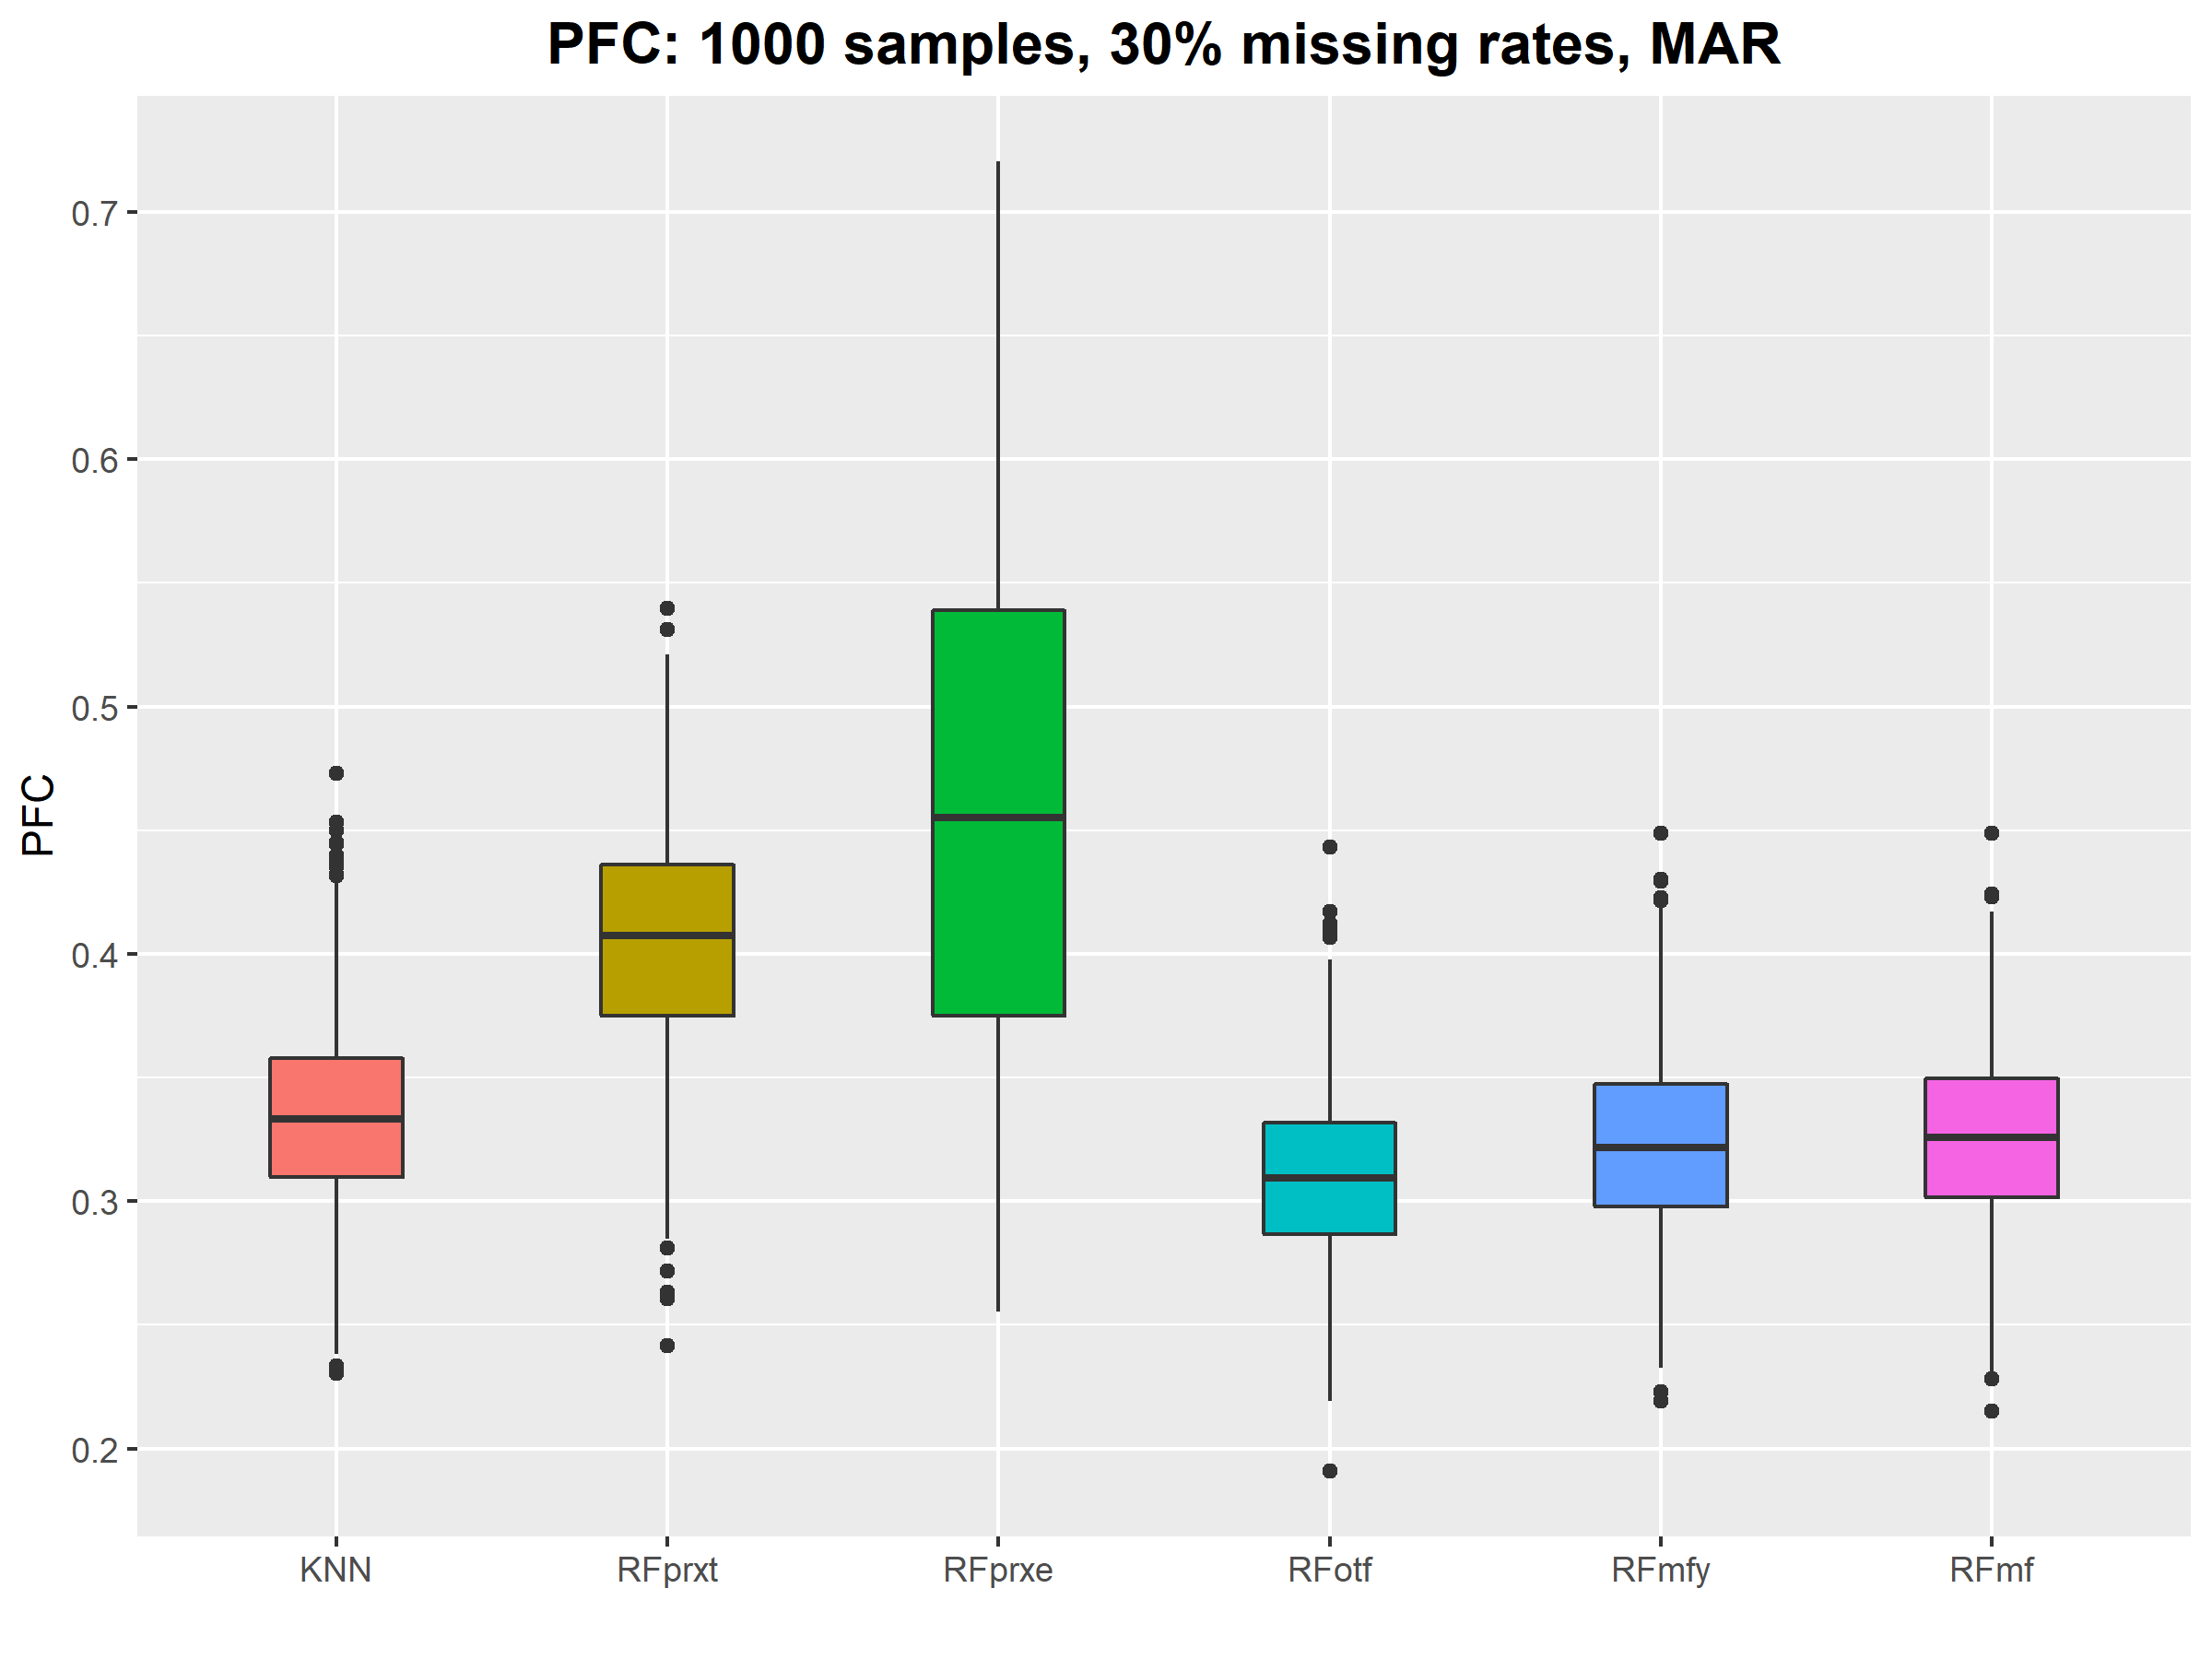 PFC: 1000 samples, 30% missing rates, MAR
0.7
0.6
0.5
0.4
0.3
0.2
PFC
KNN RFprxt RFprxe RFotf RFmfy RFmf